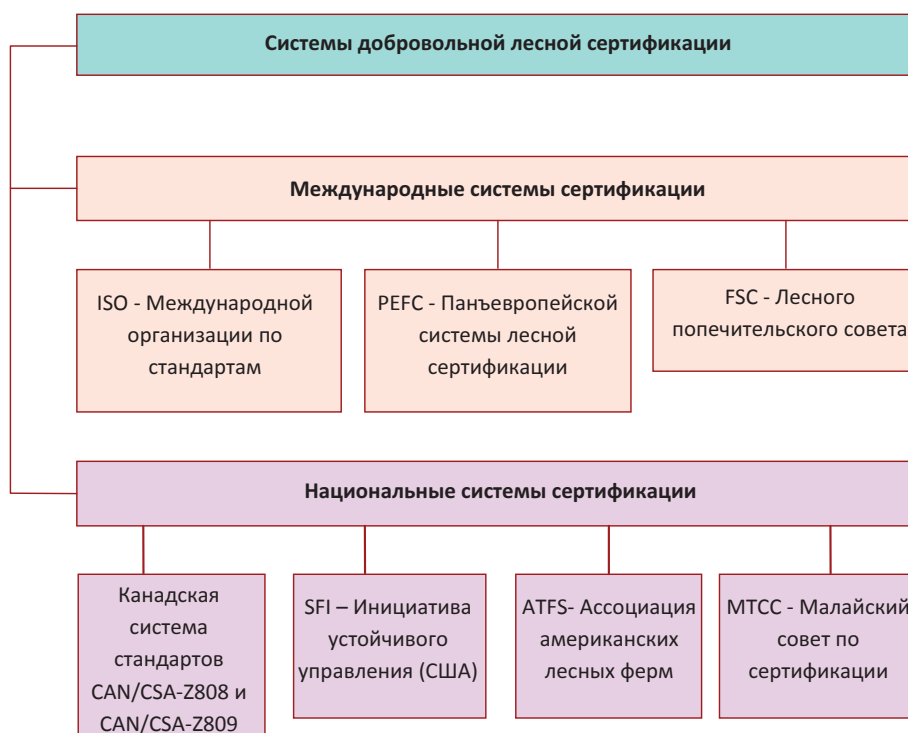 Системы добровольной лесной сертификации
Международные системы сертификации
ISO - Международной
организации по
стандартам
PEFC - Панъевропейской
системы лесной
сертификации
FSC - Лесного
попечительского совета
Национальные системы сертификации
Канадская
система
стандартов
CAN/CSA-Z808 и
CAN/CSA-Z809
SFI – Инициатива
устойчивого
управления (США)
ATFS- Ассоциация
американских
лесных ферм
MTCC - Малайский
совет по
сертификации